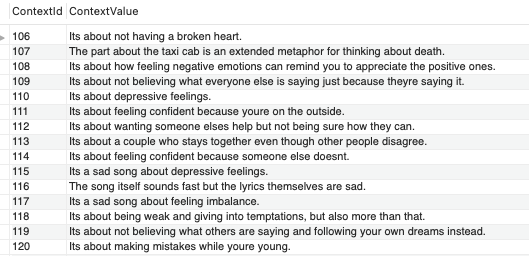 ContextId ContextValue
106 Its about not having a broken heart.
107 The part about the taxi cab is an extended metaphor for thinking about death.
108 Its about how feeling negative emotions can remind you to appreciate the positive ones.
109 Its about not believing what everyone else is saying just because theyre saying it.
110 Its about depressive feelings.
111 Its about feeling confident because youre on the outside.
112 Its about wanting someone elses help but not being sure how they can.
113 Its about a couple who stays together even though other people disagree.
114 Its about feeling confident because someone else doesnt.
115 Its a sad song about depressive feelings.
116 The song itself sounds fast but the lyrics themselves are sad.
117 Its a sad song about feeling imbalance.
118 Its about being weak and giving into temptations, but also more than that.
119 Its about not believing what others are saying and following your own dreams instead.
120 Its about making mistakes while youre young.